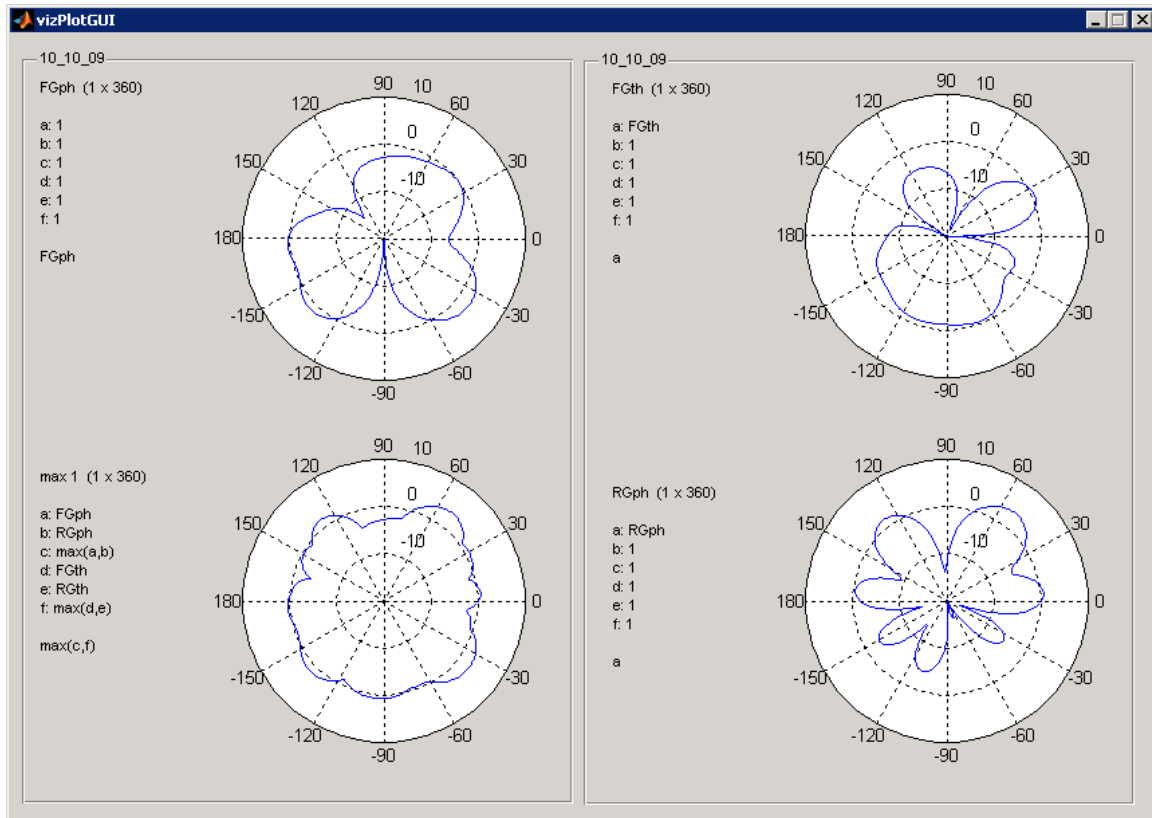 vizPlotGUI
10_10_09
FGph (1 x 360)
a: 1
b: 1
c: 1
d: 1
e: 1
f: 1
FGph
90
10
120
60
0
150
30
-10
180
0
-150
-30
-120
-60
-90
max 1 (1 x 360)
a: FGph
b: RGph
c: max(a,b)
d: FGth
e: RGth
f: max(d,e)
max(c,f)
90
10
120
60
0
150
30
-10
180
0
-150
-30
-120
-60
-90
10_10_09
FGth (1 x 360)
a: FGth
b: 1
c: 1
d: 1
e: 1
f: 1
a
90
10
120
60
0
150
30
-10
180
0
-150
-30
-120
-60
-90
RGph (1 x 360)
a: RGph
b: 1
c: 1
d: 1
e: 1
f: 1
a
90
10
120
60
0
150
30
-10
180
0
-150
-30
-120
-60
-90